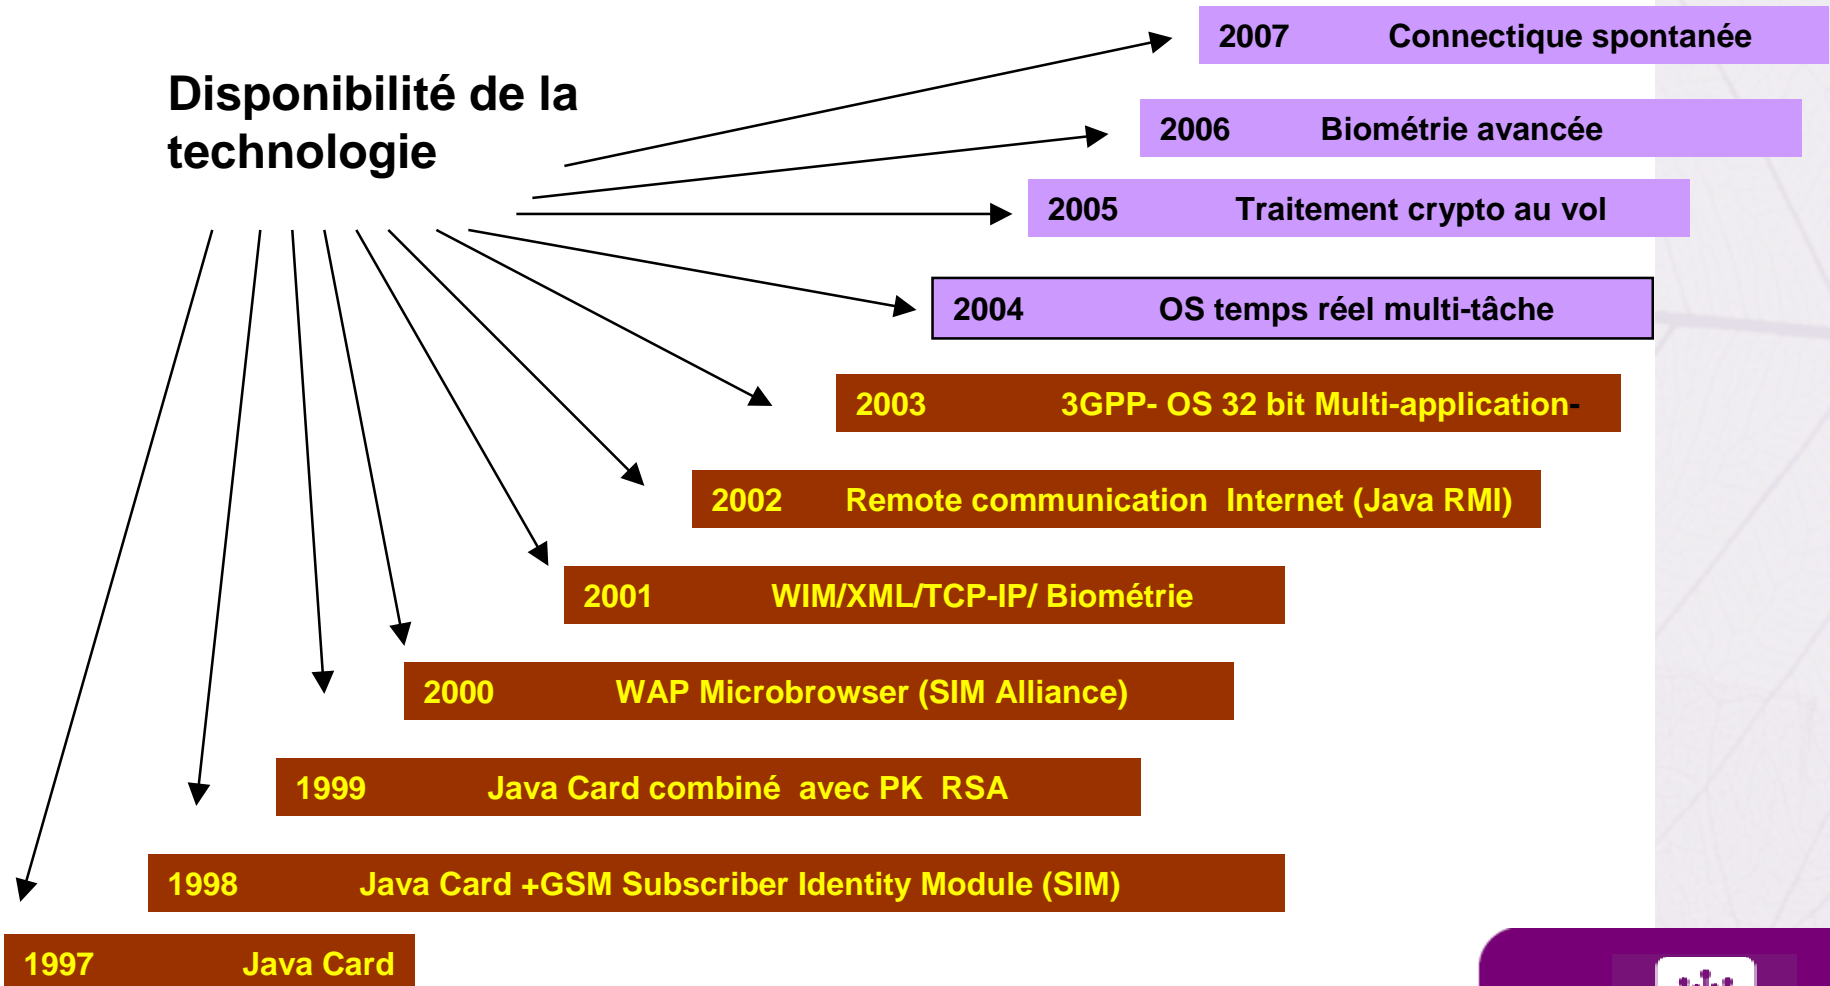 Disponibilité de la
technologie
2007 Connectique spontanée
2006 Biométrie avancée
2005 Traitement crypto au vol
2004 OS temps réel multi-tâche
2003 3GPP- OS 32 bit Multi-application-
2002 Remote communication Internet (Java RMI)
2001 WIM/XML/TCP-IP/ Biométrie
2000 WAP Microbrowser (SIM Alliance)
1999 Java Card combiné avec PK RSA
1998 Java Card +GSM Subscriber Identity Module (SIM)
1997 Java Card